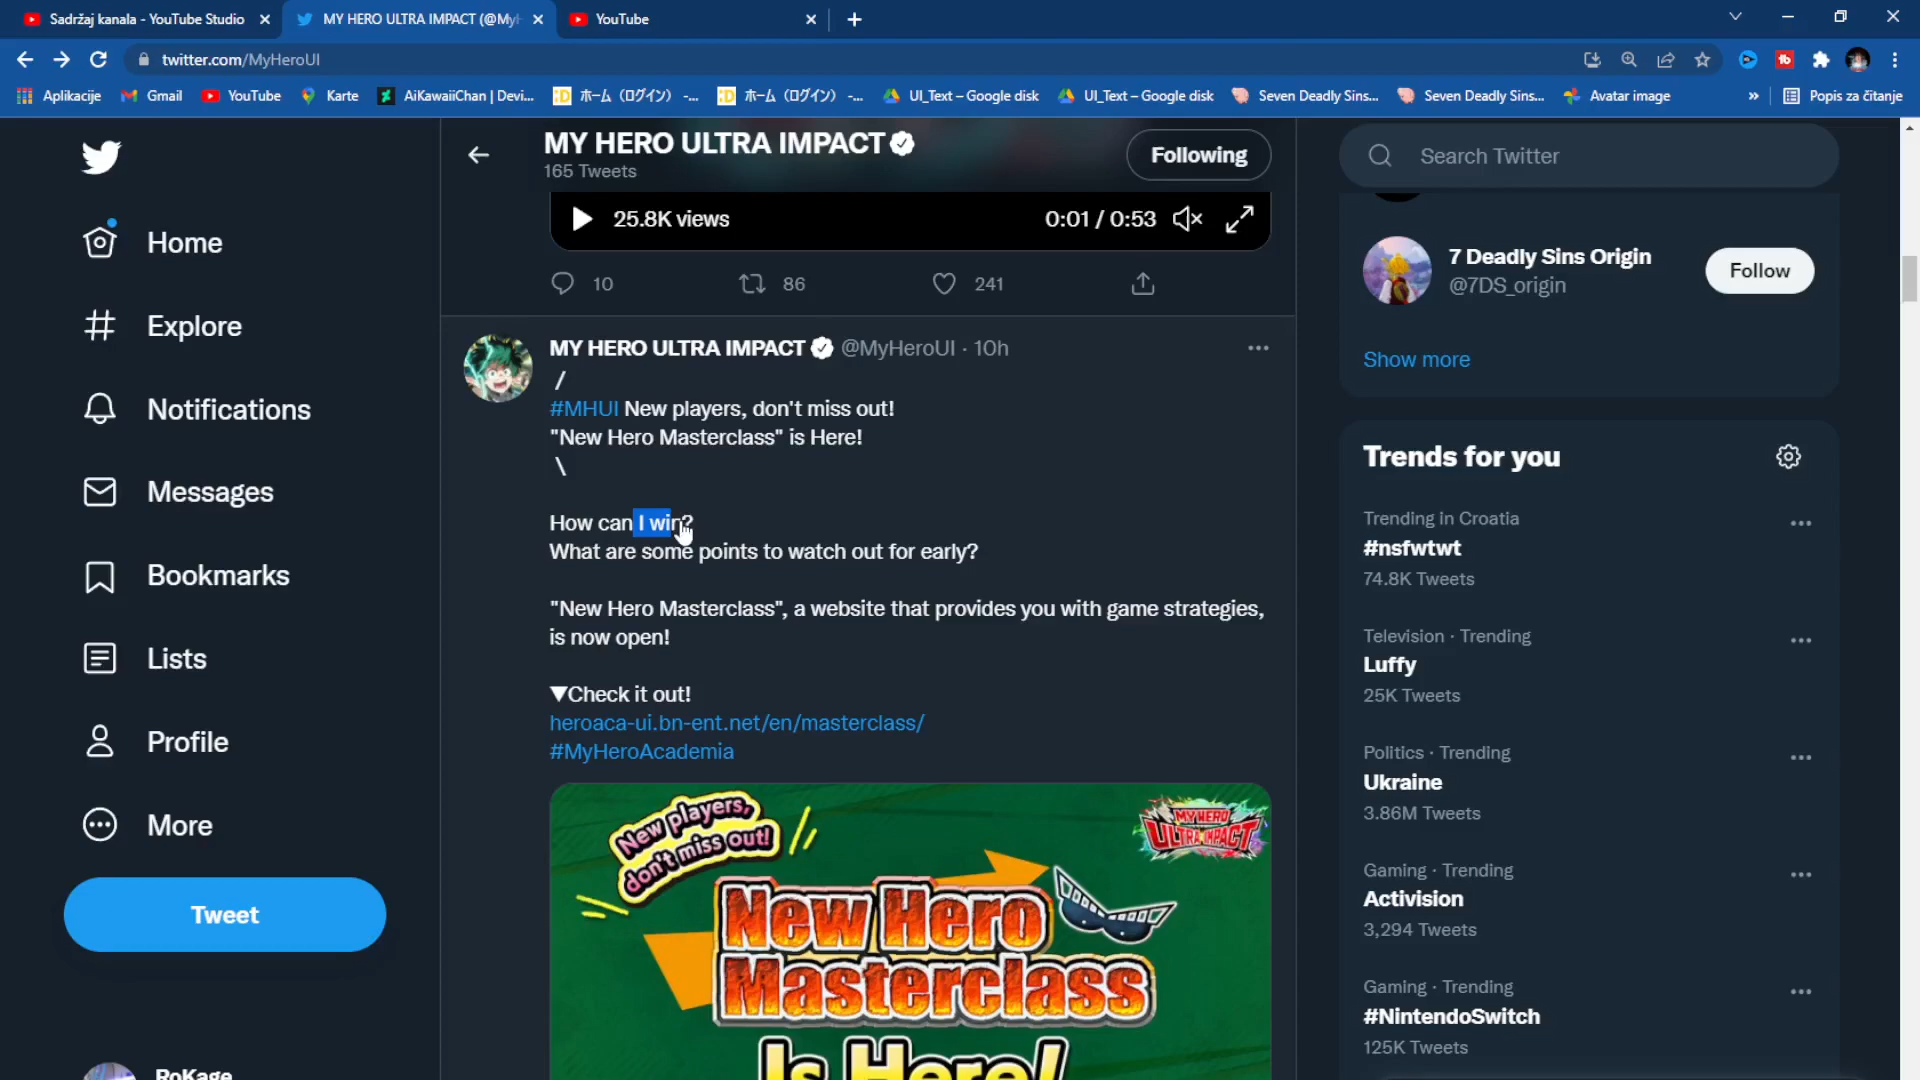 Sadržaj kanala - YouTube Studio
MY HERO ULTRA IMPACT (@My
YouTube
twitter.com/MyHeroUI
Aplikacije
Gmail
YouTube
Karte
AiKawaiiChan | Devi...
ホーム (ログイン) -...
ホーム (ログイン) -...
UI_Text – Google disk
UI_Text – Google disk
Seven Deadly Sins...
Seven Deadly Sins...
Avatar image
»
Popis za čitanje
Home
Explore
Notifications
Messages
Bookmarks
Lists
Profile
More
Tweet
RoKage
MY HERO ULTRA IMPACT
165 Tweets
Following
25.8K views
0:01 / 0:53
10
86
241
MY HERO ULTRA IMPACT @MyHeroUI · 10h
/
#MHUI New players, don't miss out!
"New Hero Masterclass" is Here!
\
How can I win?
What are some points to watch out for early?
"New Hero Masterclass", a website that provides you with game strategies,
is now open!
▼Check it out!
heroaca-ui.bn-ent.net/en/masterclass/
#MyHeroAcademia
New players,
don't miss out!
MY HERO
ULTRA IMPACT
New Hero
Masterclass
Is Here!
Search Twitter
7 Deadly Sins Origin
@7DS_origin
Follow
Show more
Trends for you
Trending in Croatia
#nsfwtwt
74.8K Tweets
Television · Trending
Luffy
25K Tweets
Politics · Trending
Ukraine
3.86M Tweets
Gaming · Trending
Activision
3,294 Tweets
Gaming · Trending
#NintendoSwitch
125K Tweets